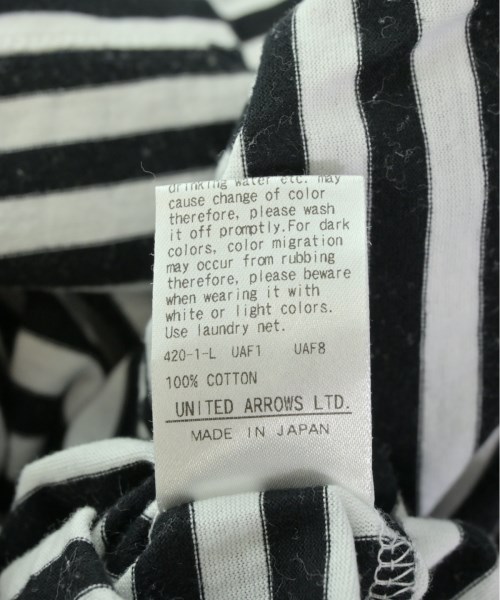 drinking water etc. may
cause change of color
therefore, please wash
it off promptly.For dark
colors, color migration
may occur from rubbing
therefore, please beware
when wearing it with
white or light colors.
Use laundry net.
420-1-L UAF1 UAF8
100% COTTON
UNITED ARROWS LTD.
MADE IN JAPAN